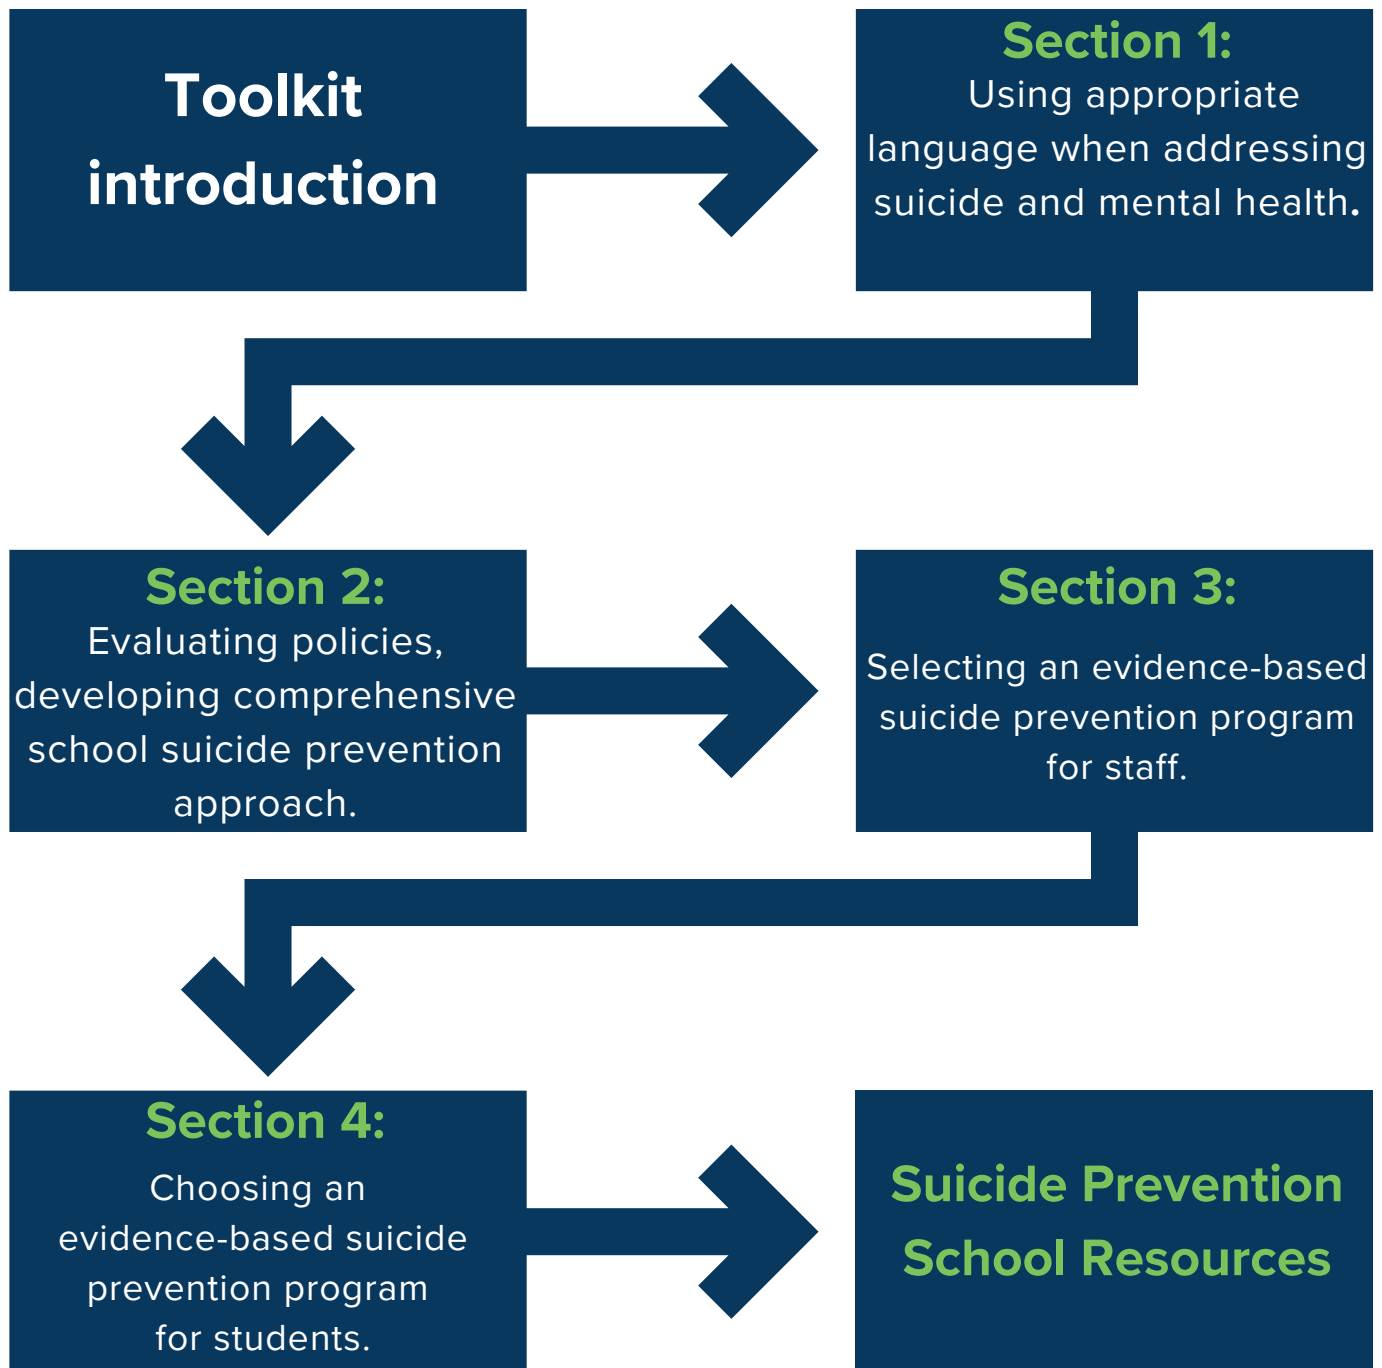 Toolkit
introduction
Section 1:
Using appropriate
language when addressing
suicide and mental health.
Section 2:
Evaluating policies,
developing comprehensive
school suicide prevention
approach.
Section 3:
Selecting an evidence-based
suicide prevention program
for staff.
Section 4:
Choosing an
evidence-based suicide
prevention program
for students.
Suicide Prevention
School Resources